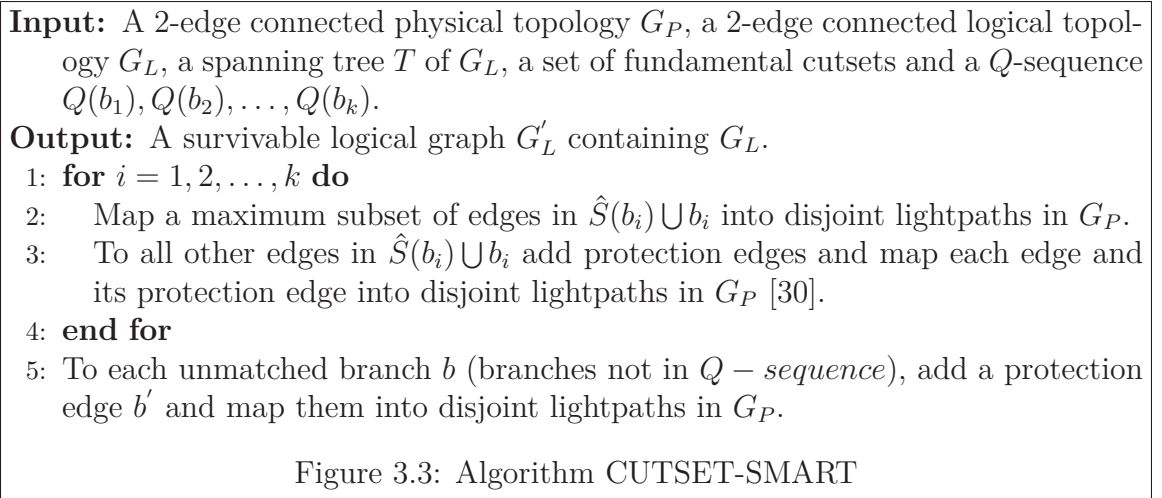 Input: A 2-edge connected physical topology G_P, a 2-edge connected logical topol-
ogy G_L, a spanning tree T of G_L, a set of fundamental cutsets and a Q-sequence
Q(b_1), Q(b_2), . . . , Q(b_k).
Output: A survivable logical graph G_L^' containing G_L.
1: for i = 1, 2, . . . , k do
2: Map a maximum subset of edges in Ŝ(b_i) ⋃ b_i into disjoint lightpaths in G_P.
3: To all other edges in Ŝ(b_i) ⋃ b_i add protection edges and map each edge and
its protection edge into disjoint lightpaths in G_P [30].
4: end for
5: To each unmatched branch b (branches not in Q − sequence), add a protection
edge b' and map them into disjoint lightpaths in G_P.
Figure 3.3: Algorithm CUTSET-SMART